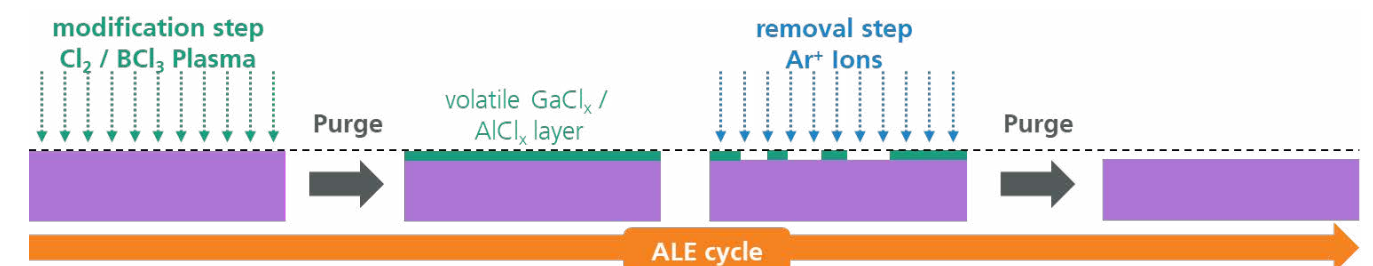 modification step
Cl₂ / BCl₃ Plasma
Purge
volatile GaClₓ /
AlClₓ layer
removal step
Ar⁺ Ions
Purge
ALE cycle